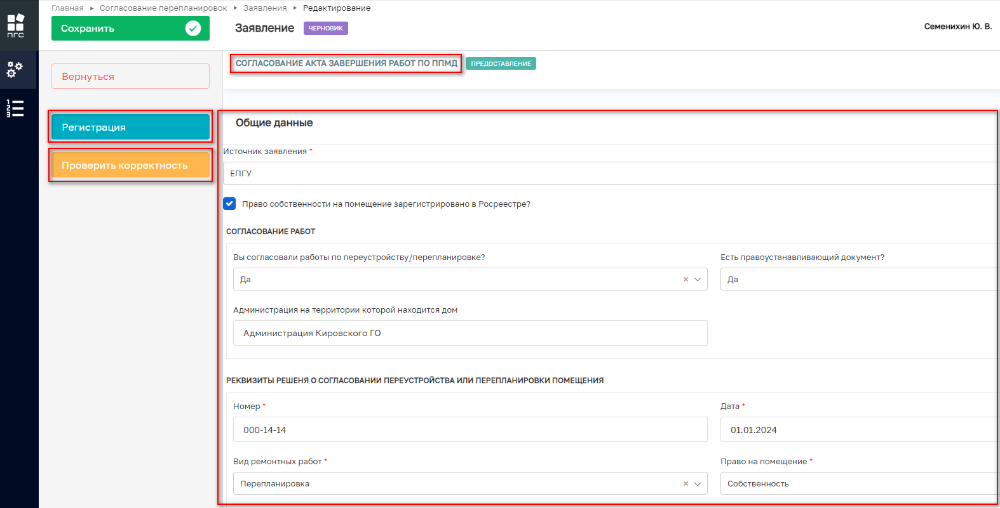 Главная ▸ Согласование перепланировок ▸ Заявления ▸ Редактирование
ПГС
Сохранить
Заявление ЧЕРНОВИК
Семенихин Ю. В.
СОГЛАСОВАНИЕ АКТА ЗАВЕРШЕНИЯ РАБОТ ПО ППМД ПРЕДОСТАВЛЕНИЕ
Вернуться
Регистрация
Проверить корректность
Общие данные
Источник заявления *
ЕПГУ
Право собственности на помещение зарегистрировано в Росреестре?
СОГЛАСОВАНИЕ РАБОТ
Вы согласовали работы по переустройству/перепланировке? Есть правоустанавливающий документ?
Да Да
Администрация на территории которой находится дом
Администрация Кировского ГО
РЕКВИЗИТЫ РЕШЕНЯ О СОГЛАСОВАНИИ ПЕРЕУСТРОЙСТВА ИЛИ ПЕРЕПЛАНИРОВКИ ПОМЕЩЕНИЯ
Номер * Дата *
000-14-14 01.01.2024
Вид ремонтных работ * Право на помещение *
Перепланировка Собственность